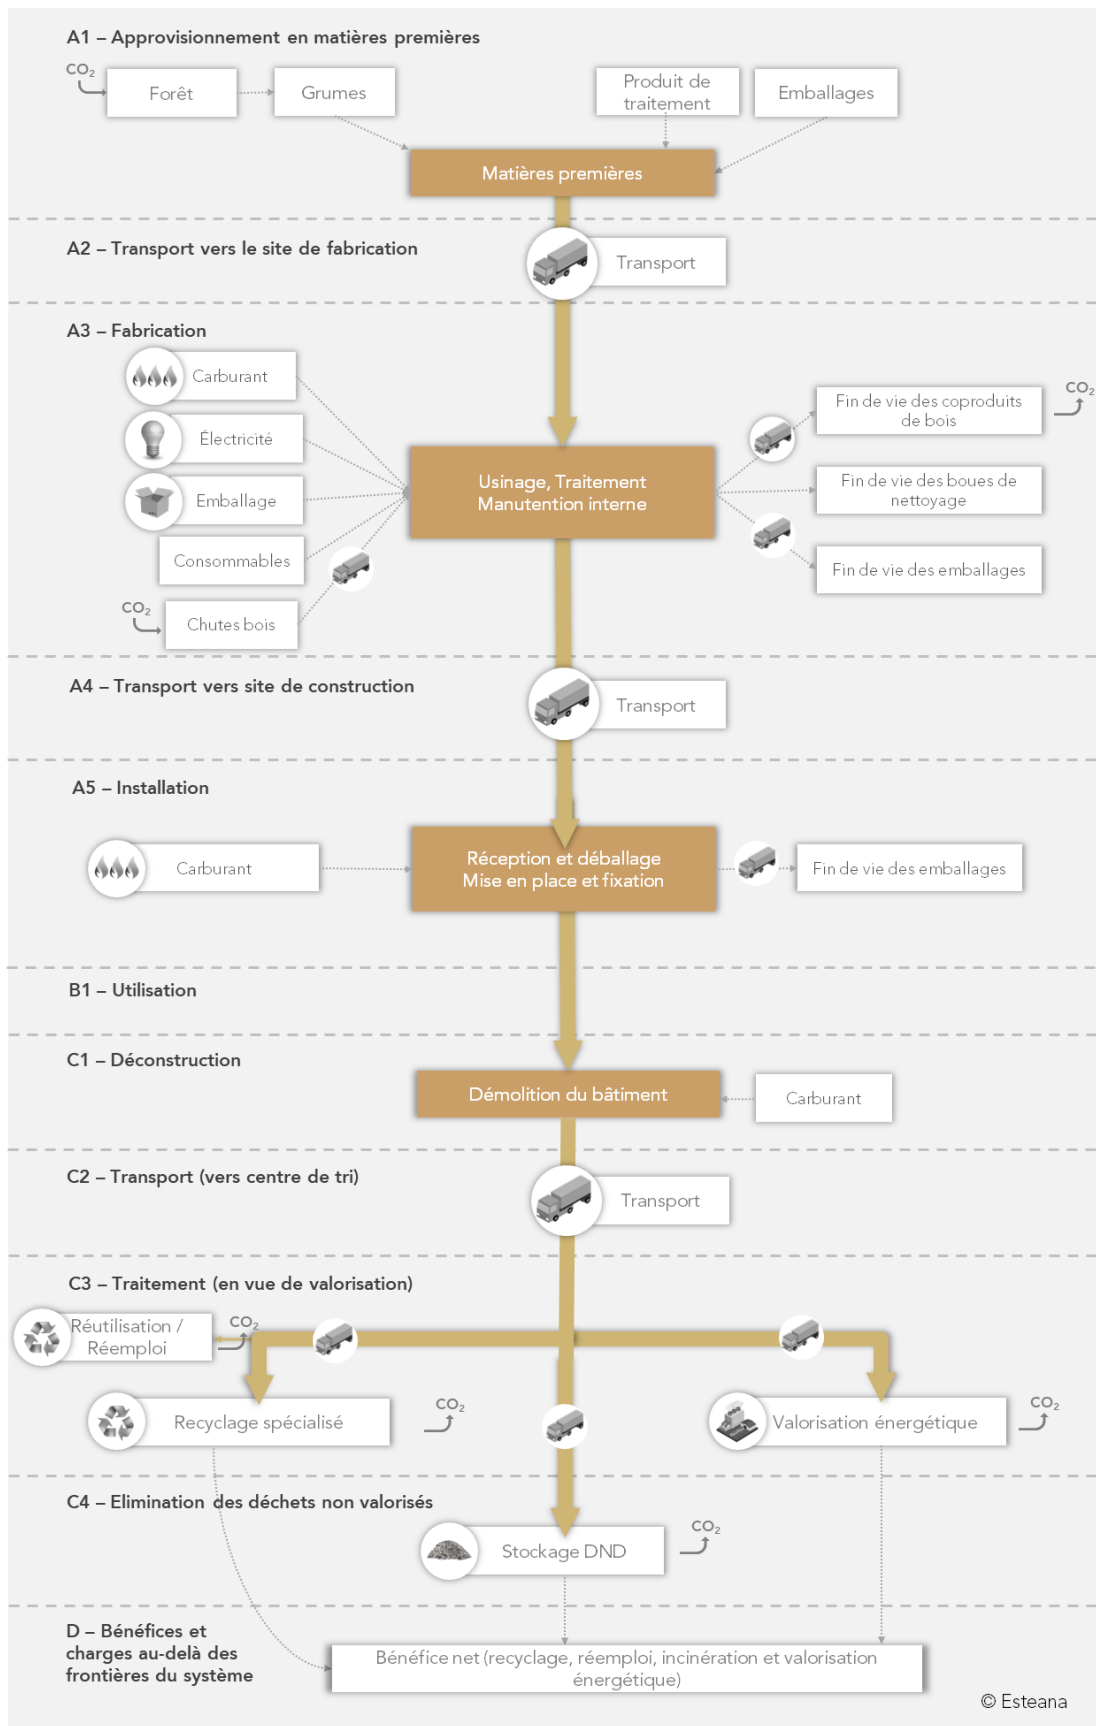 A1 – Approvisionnement en matières premières
CO2
Forêt
Grumes
Produit de
traitement
Emballages
Matières premières
A2 – Transport vers le site de fabrication
Transport
A3 – Fabrication
Carburant
Électricité
Emballage
Consommables
CO2
Chutes bois
Usinage, Traitement
Manutention interne
Fin de vie des coproduits
de bois
CO2
Fin de vie des boues de
nettoyage
Fin de vie des emballages
A4 – Transport vers site de construction
Transport
A5 – Installation
Carburant
Réception et déballage
Mise en place et fixation
Fin de vie des emballages
B1 – Utilisation
C1 – Déconstruction
Démolition du bâtiment
Carburant
C2 – Transport (vers centre de tri)
Transport
C3 – Traitement (en vue de valorisation)
Réutilisation /
Réemploi
CO2
Recyclage spécialisé
CO2
Valorisation énergétique
CO2
C4 – Elimination des déchets non valorisés
Stockage DND
CO2
D – Bénéfices et
charges au-delà des
frontières du système
Bénéfice net (recyclage, réemploi, incinération et valorisation
énergétique)
© Esteana